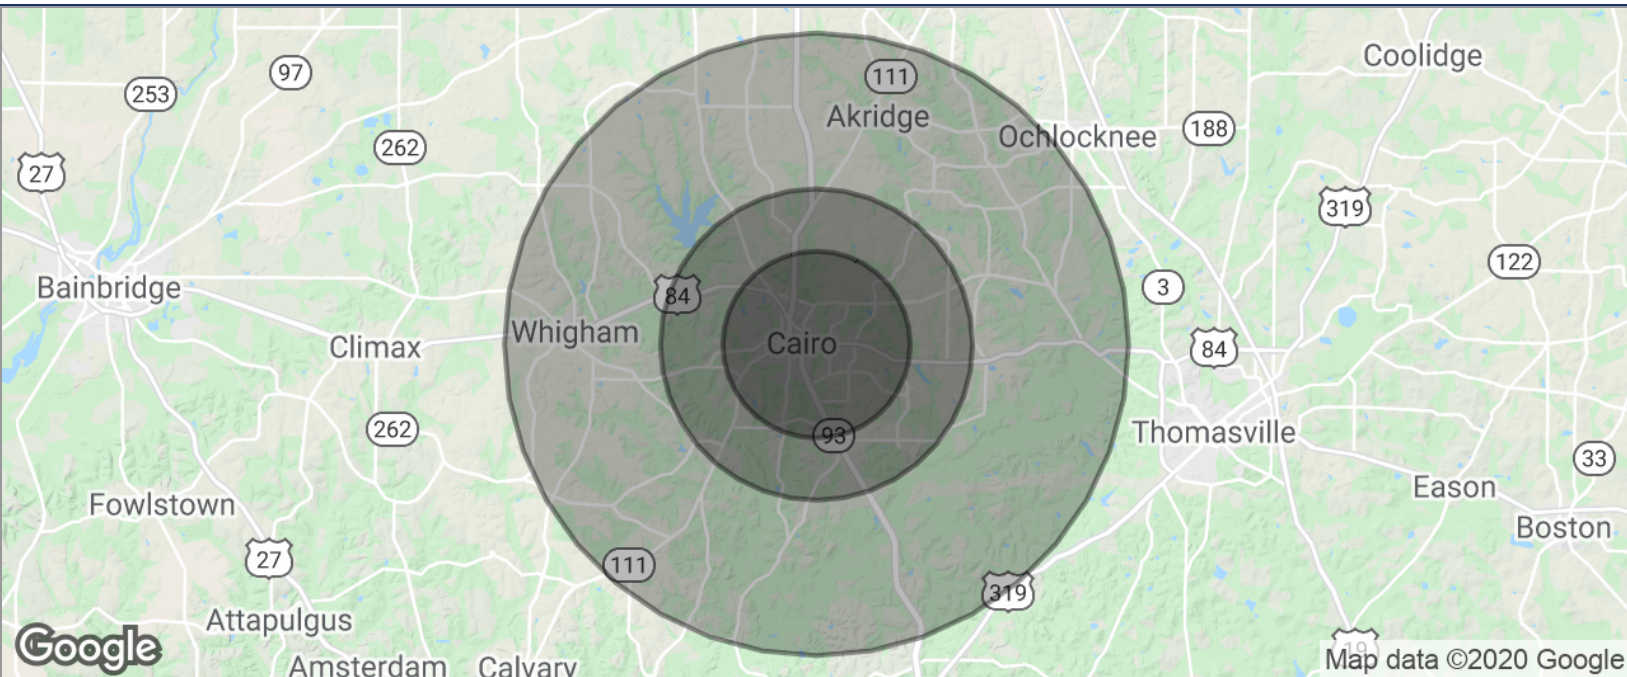 Coolidge
111
97
253
Akridge
188
Ochlocknee
262
27
319
122
Bainbridge
3
84
Whigham
Cairo
Climax
84
262
Thomasville
93
33
Eason
Fowlstown
Boston
27
111
319
Attapulgus
Google
19
Amsterdam
Calvary
Map data ©2020 Google